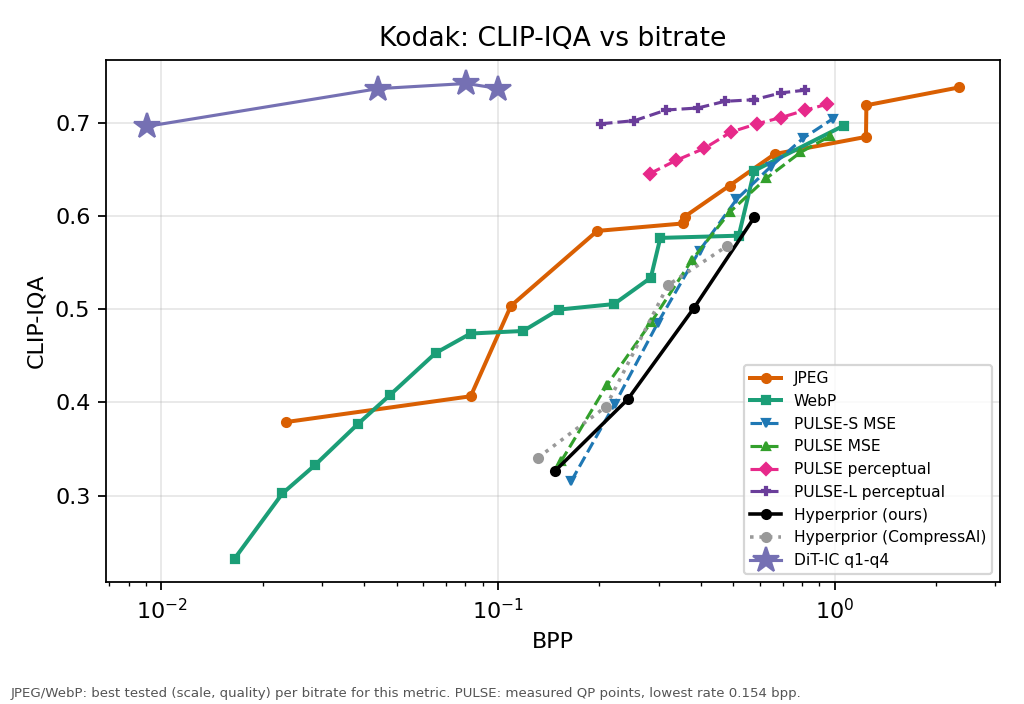 Kodak: CLIP-IQA vs bitrate
CLIP-IQA
0.7
0.6
0.5
0.4
0.3
JPEG
WebP
PULSE-S MSE
PULSE MSE
PULSE perceptual
PULSE-L perceptual
Hyperprior (ours)
Hyperprior (CompressAI)
DiT-IC q1-q4
10⁻² 10⁻¹ 10⁰
BPP
JPEG/WebP: best tested (scale, quality) per bitrate for this metric. PULSE: measured QP points, lowest rate 0.154 bpp.